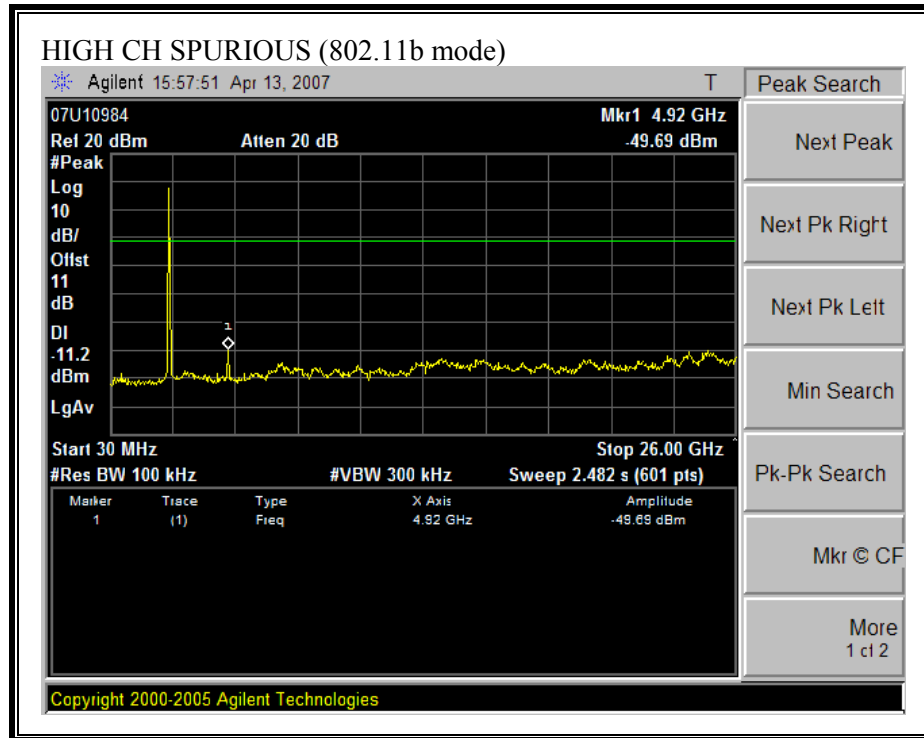 HIGH CH SPURIOUS (802.11b mode)
Agilent 15:57:51 Apr 13, 2007 T
Peak Search
07U10984 Mkr1 4.92 GHz
Ref 20 dBm Atten 20 dB -49.69 dBm
#Peak
Log
10
dB/
Offst
11
dB
DI
-11.2
dBm
LgAv
1
Start 30 MHz Stop 26.00 GHz
#Res BW 100 kHz #VBW 300 kHz Sweep 2.482 s (601 pts)
Marker Trace Type X Axis Amplitude
1 (1) Freq 4.92 GHz -49.69 dBm
Next Peak
Next Pk Right
Next Pk Left
Min Search
Pk-Pk Search
Mkr © CF
More
1 of 2
Copyright 2000-2005 Agilent Technologies